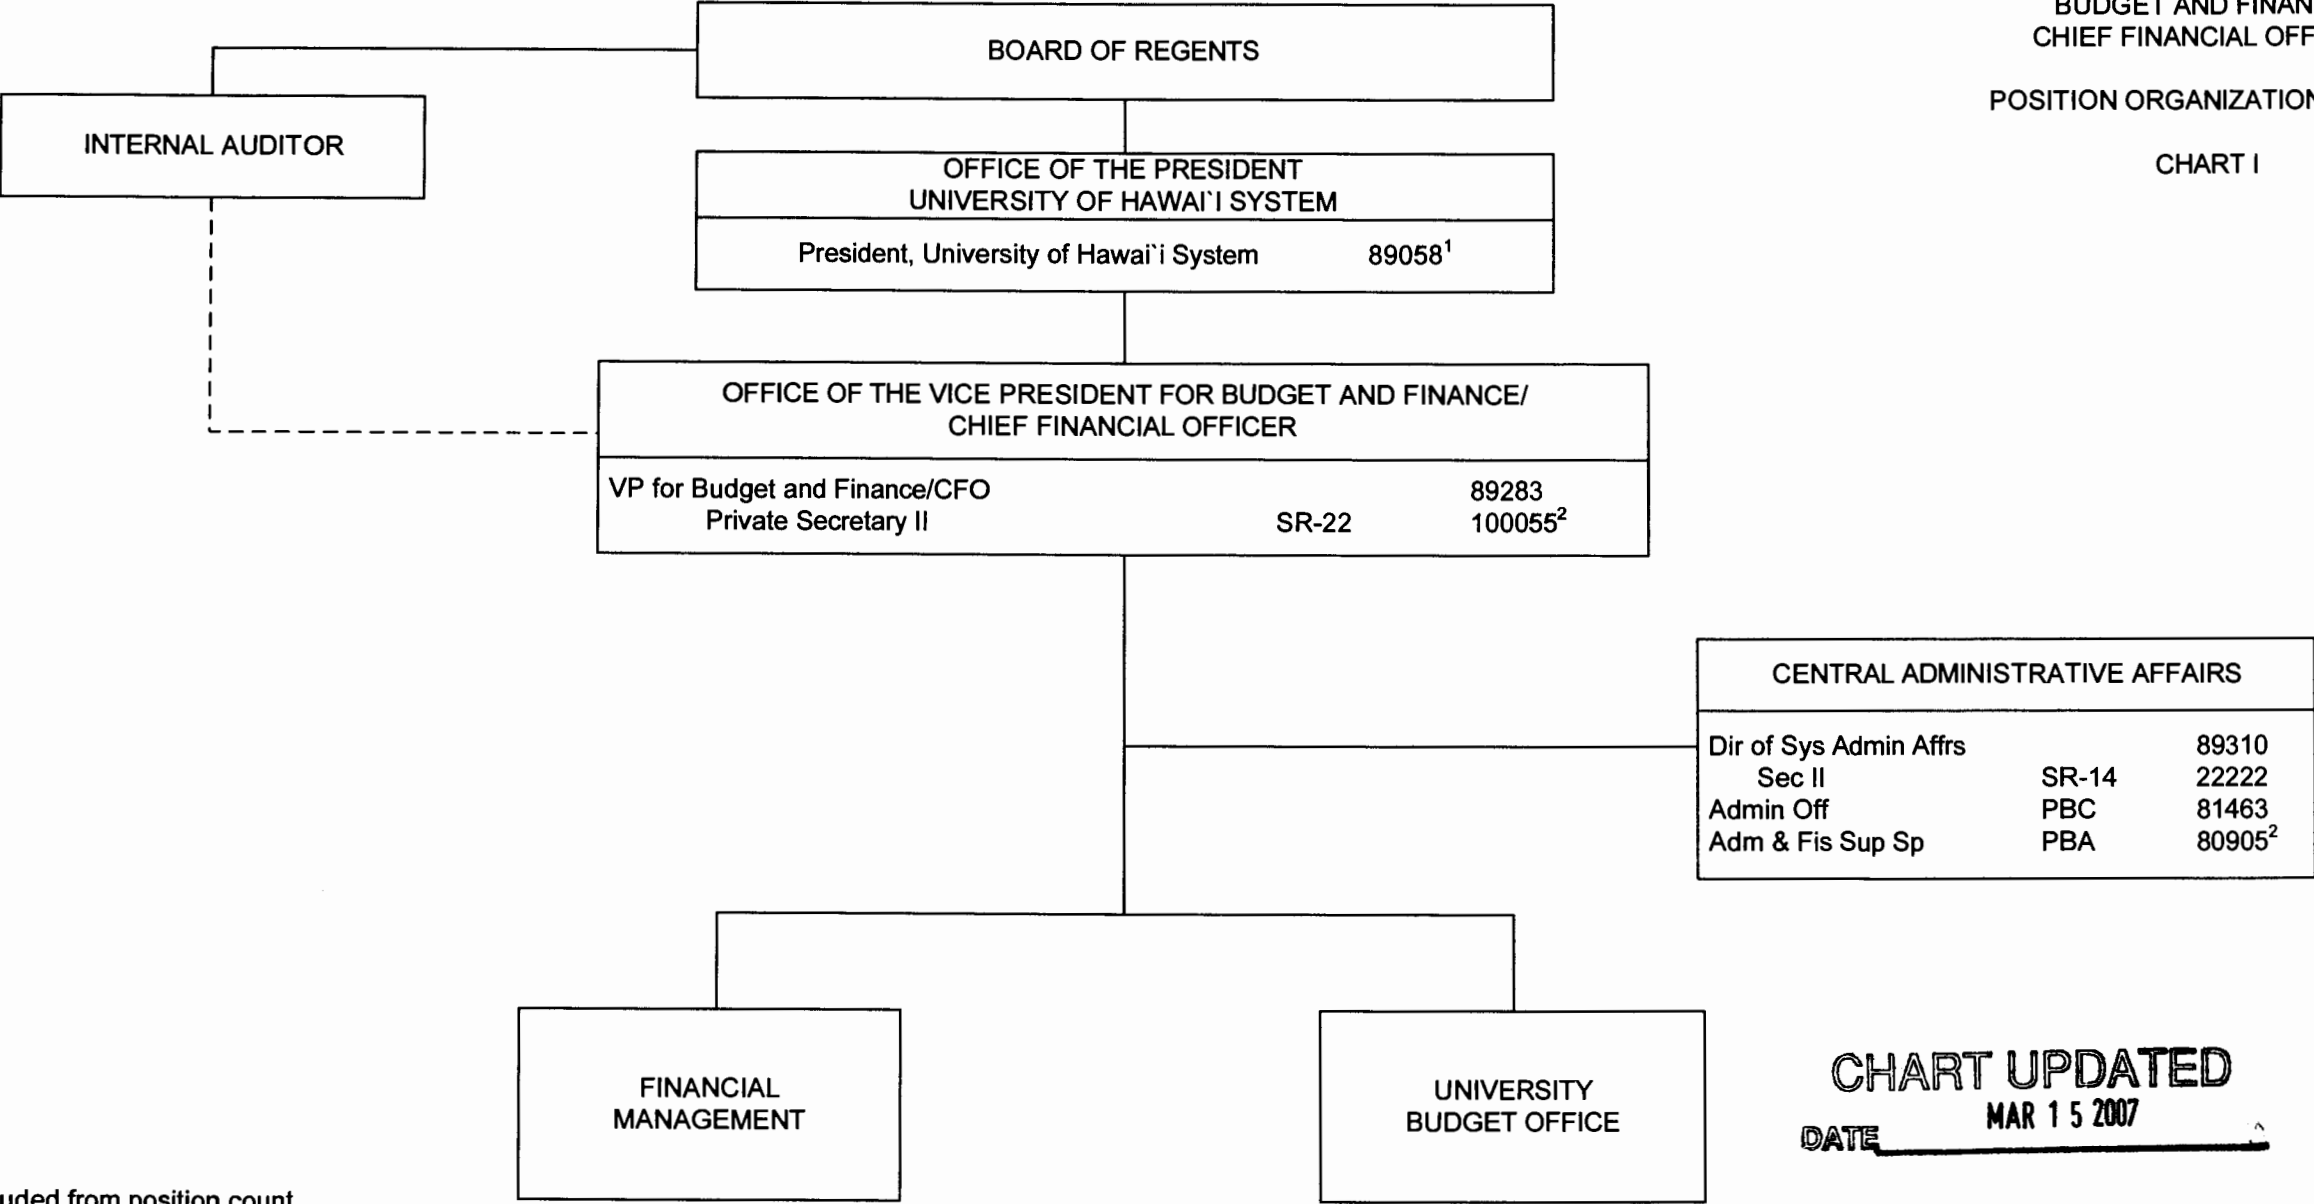 BUDGET AND FINAN
CHIEF FINANCIAL OFF
POSITION ORGANIZATION
CHART I
BOARD OF REGENTS
INTERNAL AUDITOR
OFFICE OF THE PRESIDENT
UNIVERSITY OF HAWAI`I SYSTEM
President, University of Hawai`i System 89058¹
OFFICE OF THE VICE PRESIDENT FOR BUDGET AND FINANCE/
CHIEF FINANCIAL OFFICER
VP for Budget and Finance/CFO 89283
Private Secretary II SR-22 100055²
CENTRAL ADMINISTRATIVE AFFAIRS
Dir of Sys Admin Affrs 89310
Sec II SR-14 22222
Admin Off PBC 81463
Adm & Fis Sup Sp PBA 80905²
FINANCIAL
MANAGEMENT
UNIVERSITY
BUDGET OFFICE
CHART UPDATED
MAR 15 2007
DATE
uded from position count